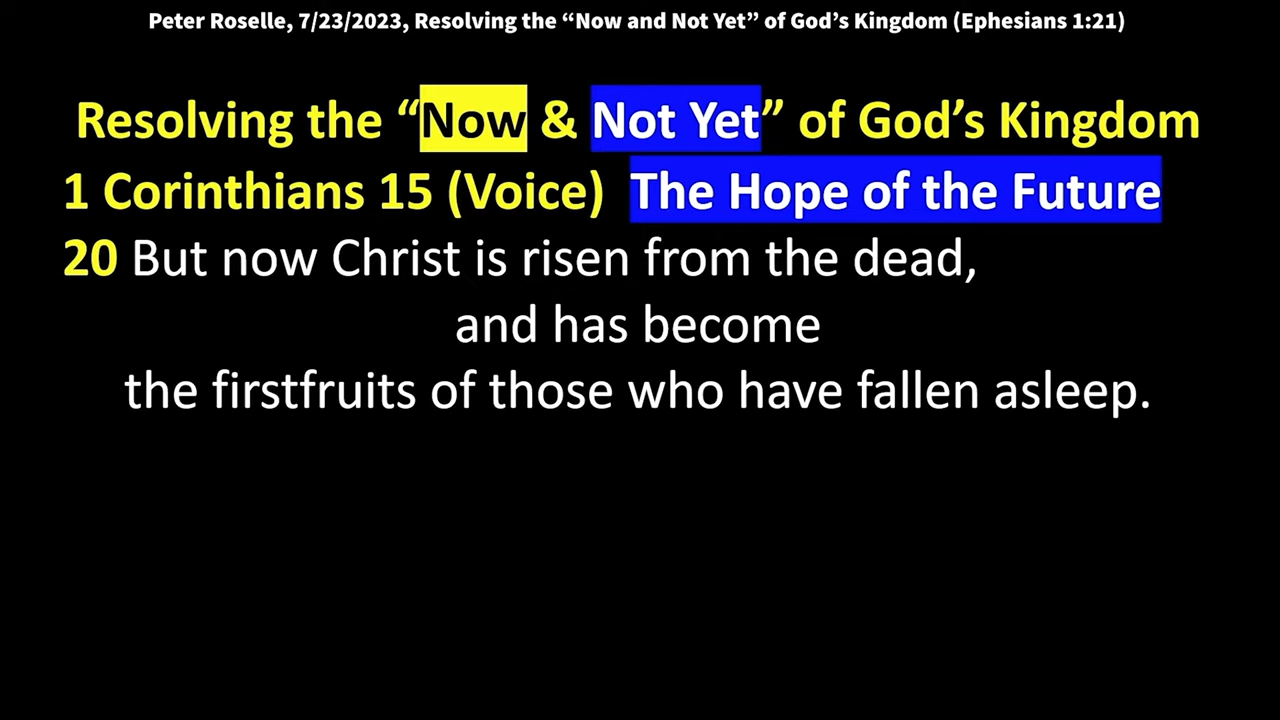 Peter Roselle, 7/23/2023, Resolving the “Now and Not Yet” of God’s Kingdom (Ephesians 1:21)
Resolving the “Now & Not Yet” of God’s Kingdom
1 Corinthians 15 (Voice) The Hope of the Future
20 But now Christ is risen from the dead,
and has become
the firstfruits of those who have fallen asleep.